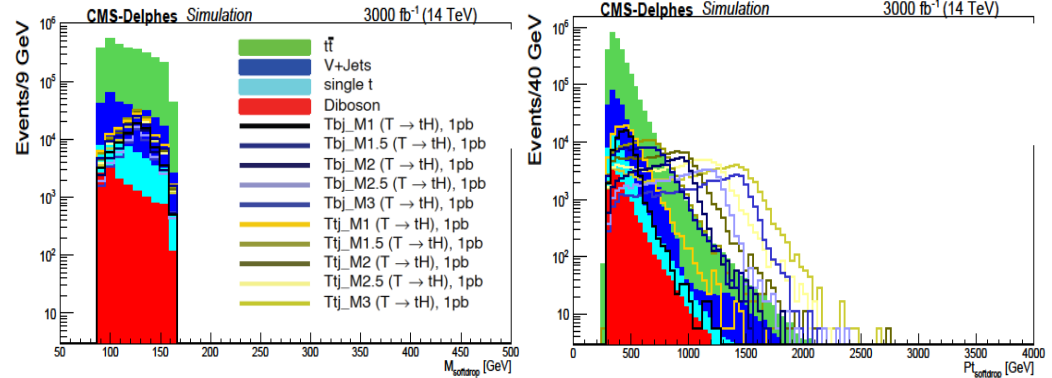 CMS-Delphes Simulation 3000 fb⁻¹ (14 TeV)
Events/9 GeV
10⁶
10⁵
10⁴
10³
10²
10
tt̄
V+Jets
single t
Diboson
Tbj_M1 (T → tH), 1pb
Tbj_M1.5 (T → tH), 1pb
Tbj_M2 (T → tH), 1pb
Tbj_M2.5 (T → tH), 1pb
Tbj_M3 (T → tH), 1pb
Ttj_M1 (T → tH), 1pb
Ttj_M1.5 (T → tH), 1pb
Ttj_M2 (T → tH), 1pb
Ttj_M2.5 (T → tH), 1pb
Ttj_M3 (T → tH), 1pb
50 100 150 200 250 300 350 400 450 500
M_softdrop [GeV]
CMS-Delphes Simulation 3000 fb⁻¹ (14 TeV)
Events/40 GeV
10⁶
10⁵
10⁴
10³
10²
10
0 500 1000 1500 2000 2500 3000 3500 4000
Pt_softdrop [GeV]